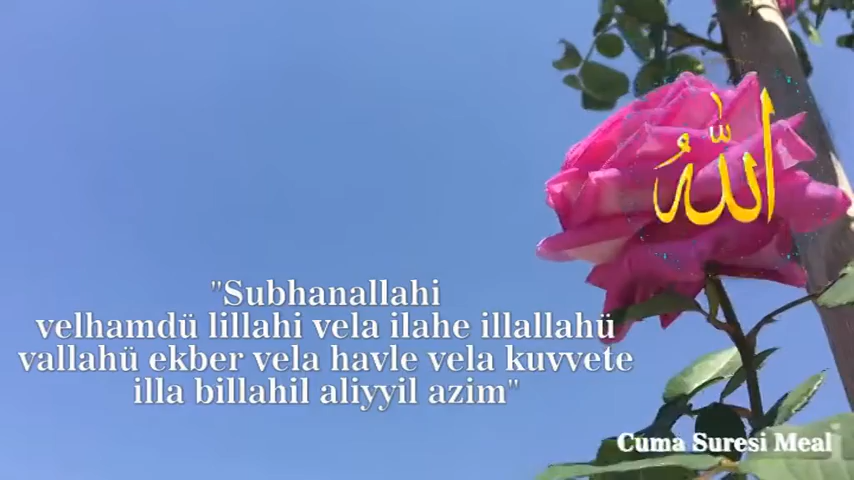 الله
"Subhanallahi
velhamdü lillahi vela ilahe illallahü
vallahü ekber vela havle vela kuvvete
illa billahil aliyyil azim"
Cuma Suresi Meal